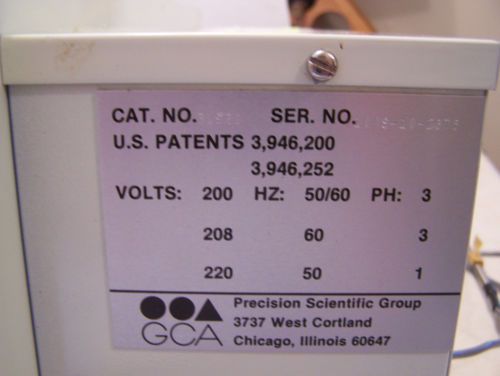 CAT. NO. SER. NO.
U.S. PATENTS 3,946,200
3,946,252
VOLTS: 200 HZ: 50/60 PH: 3
208 60 3
220 50 1
GCA
Precision Scientific Group
3737 West Cortland
Chicago, Illinois 60647